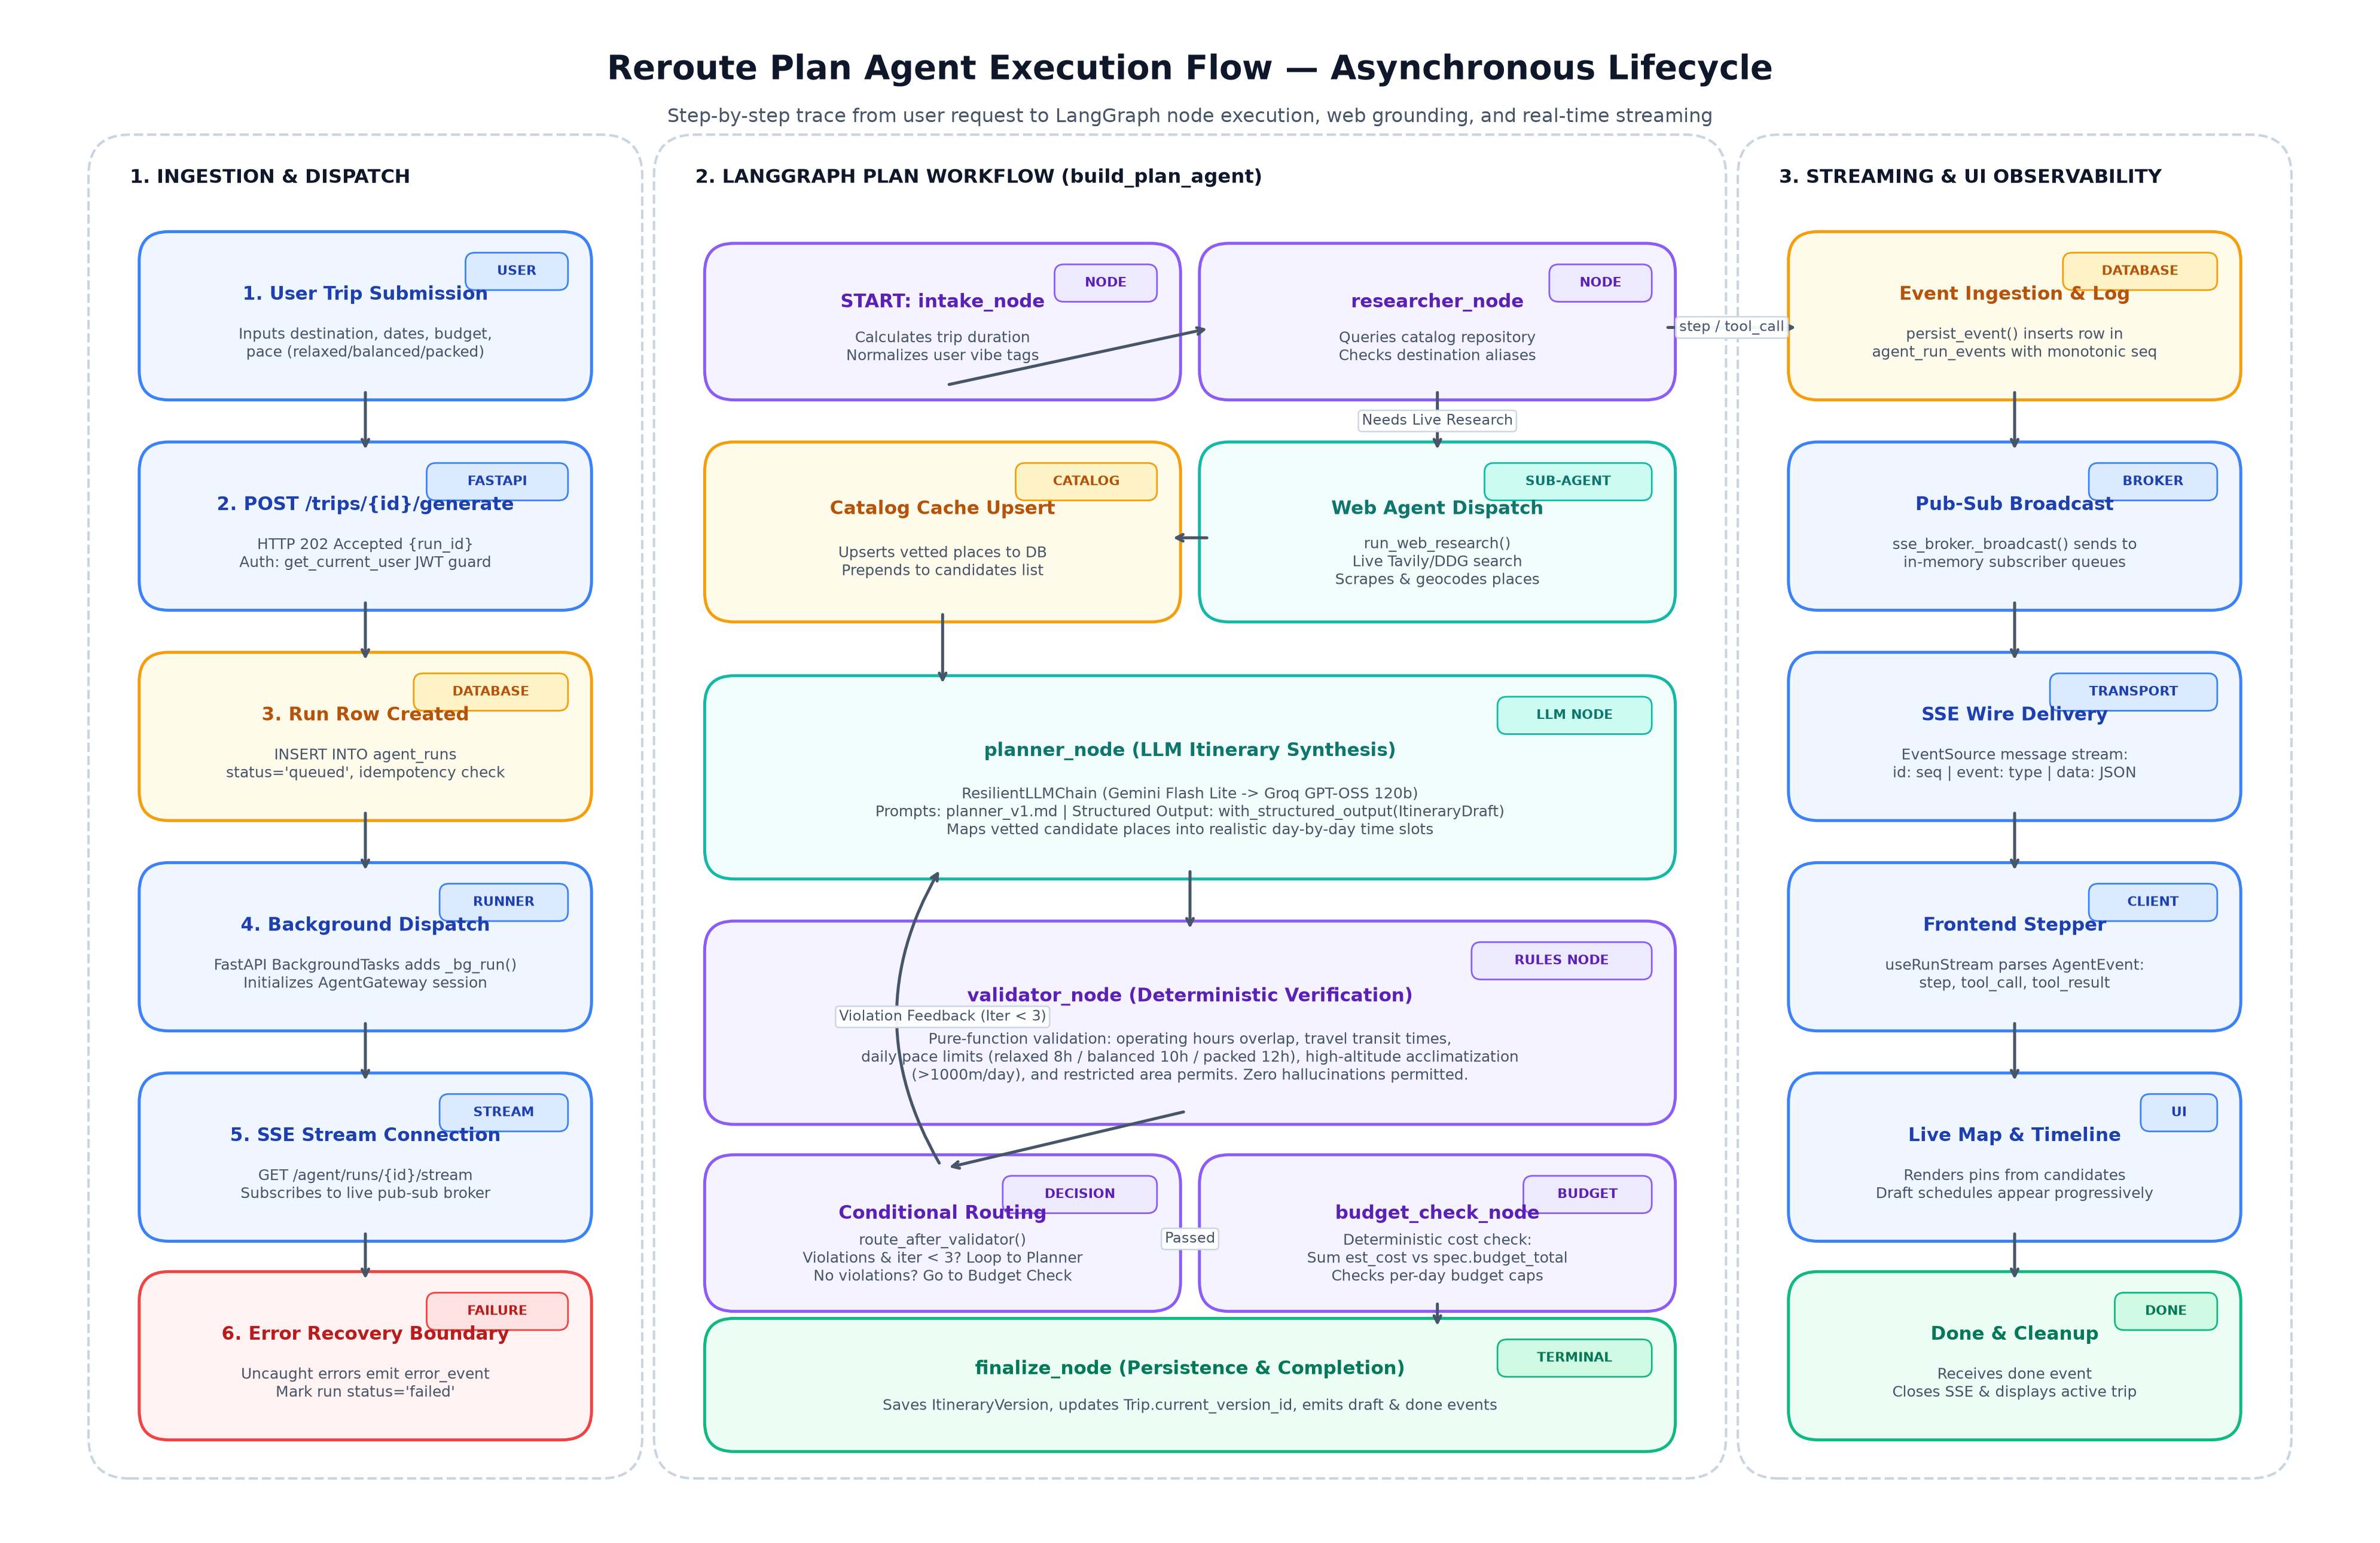 Reroute Plan Agent Execution Flow — Asynchronous Lifecycle
Step-by-step trace from user request to LangGraph node execution, web grounding, and real-time streaming
1. INGESTION & DISPATCH
USER
1. User Trip Submission
Inputs destination, dates, budget,
pace (relaxed/balanced/packed)
FASTAPI
2. POST /trips/{id}/generate
HTTP 202 Accepted {run_id}
Auth: get_current_user JWT guard
DATABASE
3. Run Row Created
INSERT INTO agent_runs
status='queued', idempotency check
RUNNER
4. Background Dispatch
FastAPI BackgroundTasks adds _bg_run()
Initializes AgentGateway session
STREAM
5. SSE Stream Connection
GET /agent/runs/{id}/stream
Subscribes to live pub-sub broker
FAILURE
6. Error Recovery Boundary
Uncaught errors emit error_event
Mark run status='failed'
2. LANGGRAPH PLAN WORKFLOW (build_plan_agent)
NODE
START: intake_node
Calculates trip duration
Normalizes user vibe tags
NODE
researcher_node
Queries catalog repository
Checks destination aliases
step / tool_call
Needs Live Research
CATALOG
Catalog Cache Upsert
Upserts vetted places to DB
Prepends to candidates list
SUB-AGENT
Web Agent Dispatch
run_web_research()
Live Tavily/DDG search
Scrapes & geocodes places
LLM NODE
planner_node (LLM Itinerary Synthesis)
ResilientLLMChain (Gemini Flash Lite -> Groq GPT-OSS 120b)
Prompts: planner_v1.md | Structured Output: with_structured_output(ItineraryDraft)
Maps vetted candidate places into realistic day-by-day time slots
RULES NODE
validator_node (Deterministic Verification)
Violation Feedback (Iter < 3)
Pure-function validation: operating hours overlap, travel transit times,
daily pace limits (relaxed 8h / balanced 10h / packed 12h), high-altitude acclimatization
(>1000m/day), and restricted area permits. Zero hallucinations permitted.
DECISION
Conditional Routing
route_after_validator()
Violations & iter < 3? Loop to Planner
No violations? Go to Budget Check
Passed
BUDGET
budget_check_node
Deterministic cost check:
Sum est_cost vs spec.budget_total
Checks per-day budget caps
TERMINAL
finalize_node (Persistence & Completion)
Saves ItineraryVersion, updates Trip.current_version_id, emits draft & done events
3. STREAMING & UI OBSERVABILITY
DATABASE
Event Ingestion & Log
persist_event() inserts row in
agent_run_events with monotonic seq
BROKER
Pub-Sub Broadcast
sse_broker._broadcast() sends to
in-memory subscriber queues
TRANSPORT
SSE Wire Delivery
EventSource message stream:
id: seq | event: type | data: JSON
CLIENT
Frontend Stepper
useRunStream parses AgentEvent:
step, tool_call, tool_result
UI
Live Map & Timeline
Renders pins from candidates
Draft schedules appear progressively
DONE
Done & Cleanup
Receives done event
Closes SSE & displays active trip